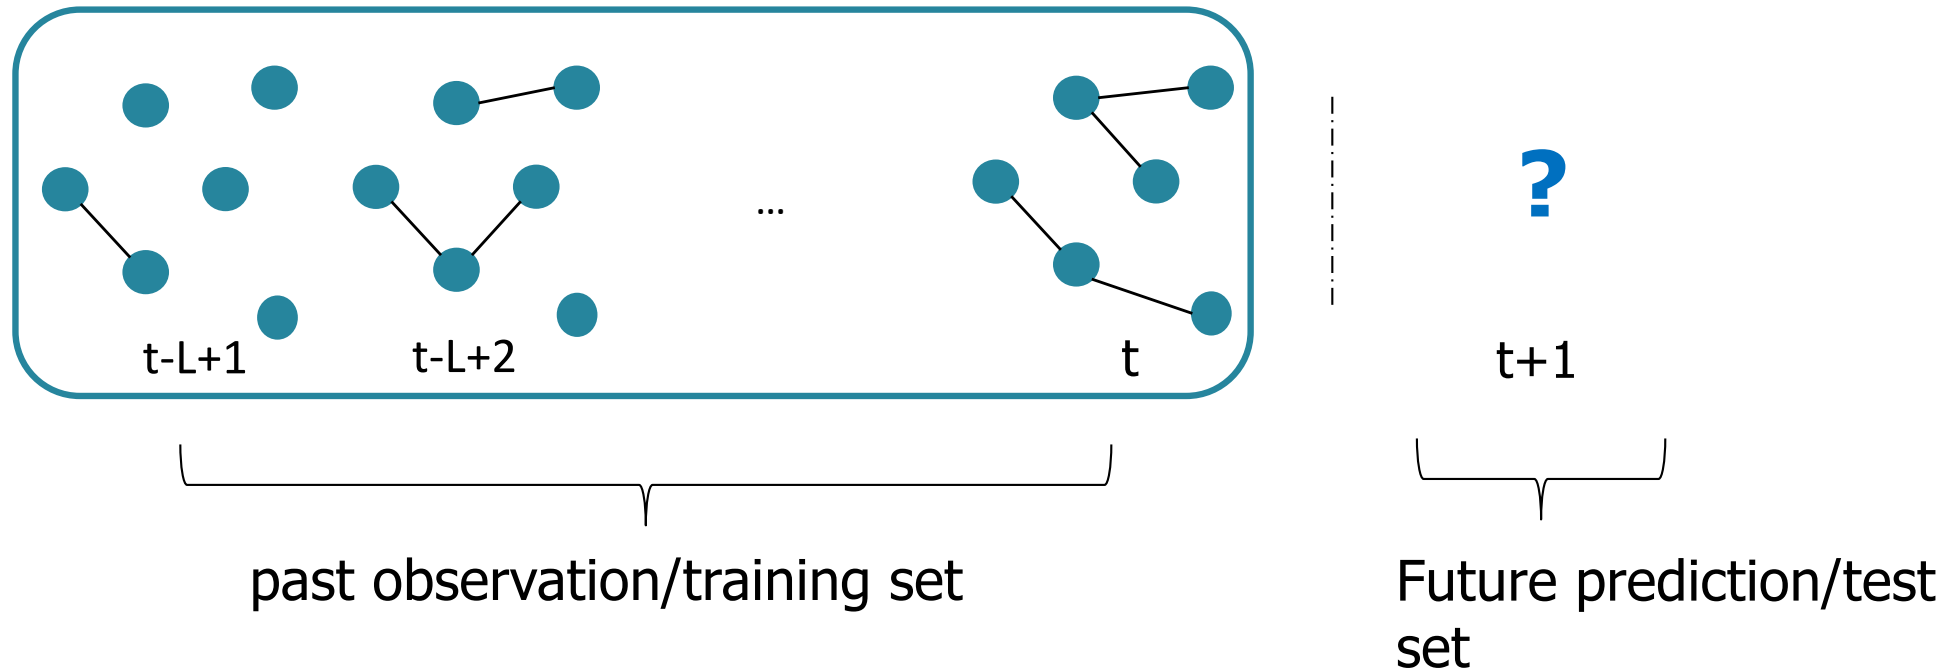 ...
?
t-L+1
t-L+2
t
t+1
past observation/training set
Future prediction/test
set